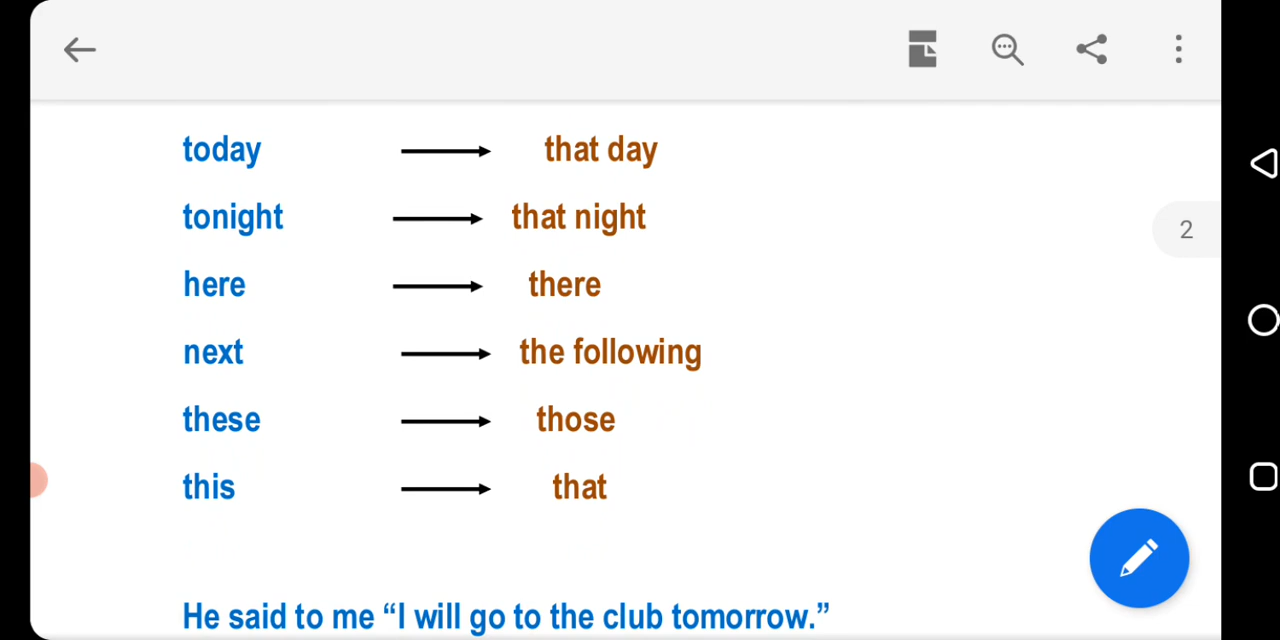 2
today that day
tonight that night
here there
next the following
these those
this that
He said to me “I will go to the club tomorrow.”